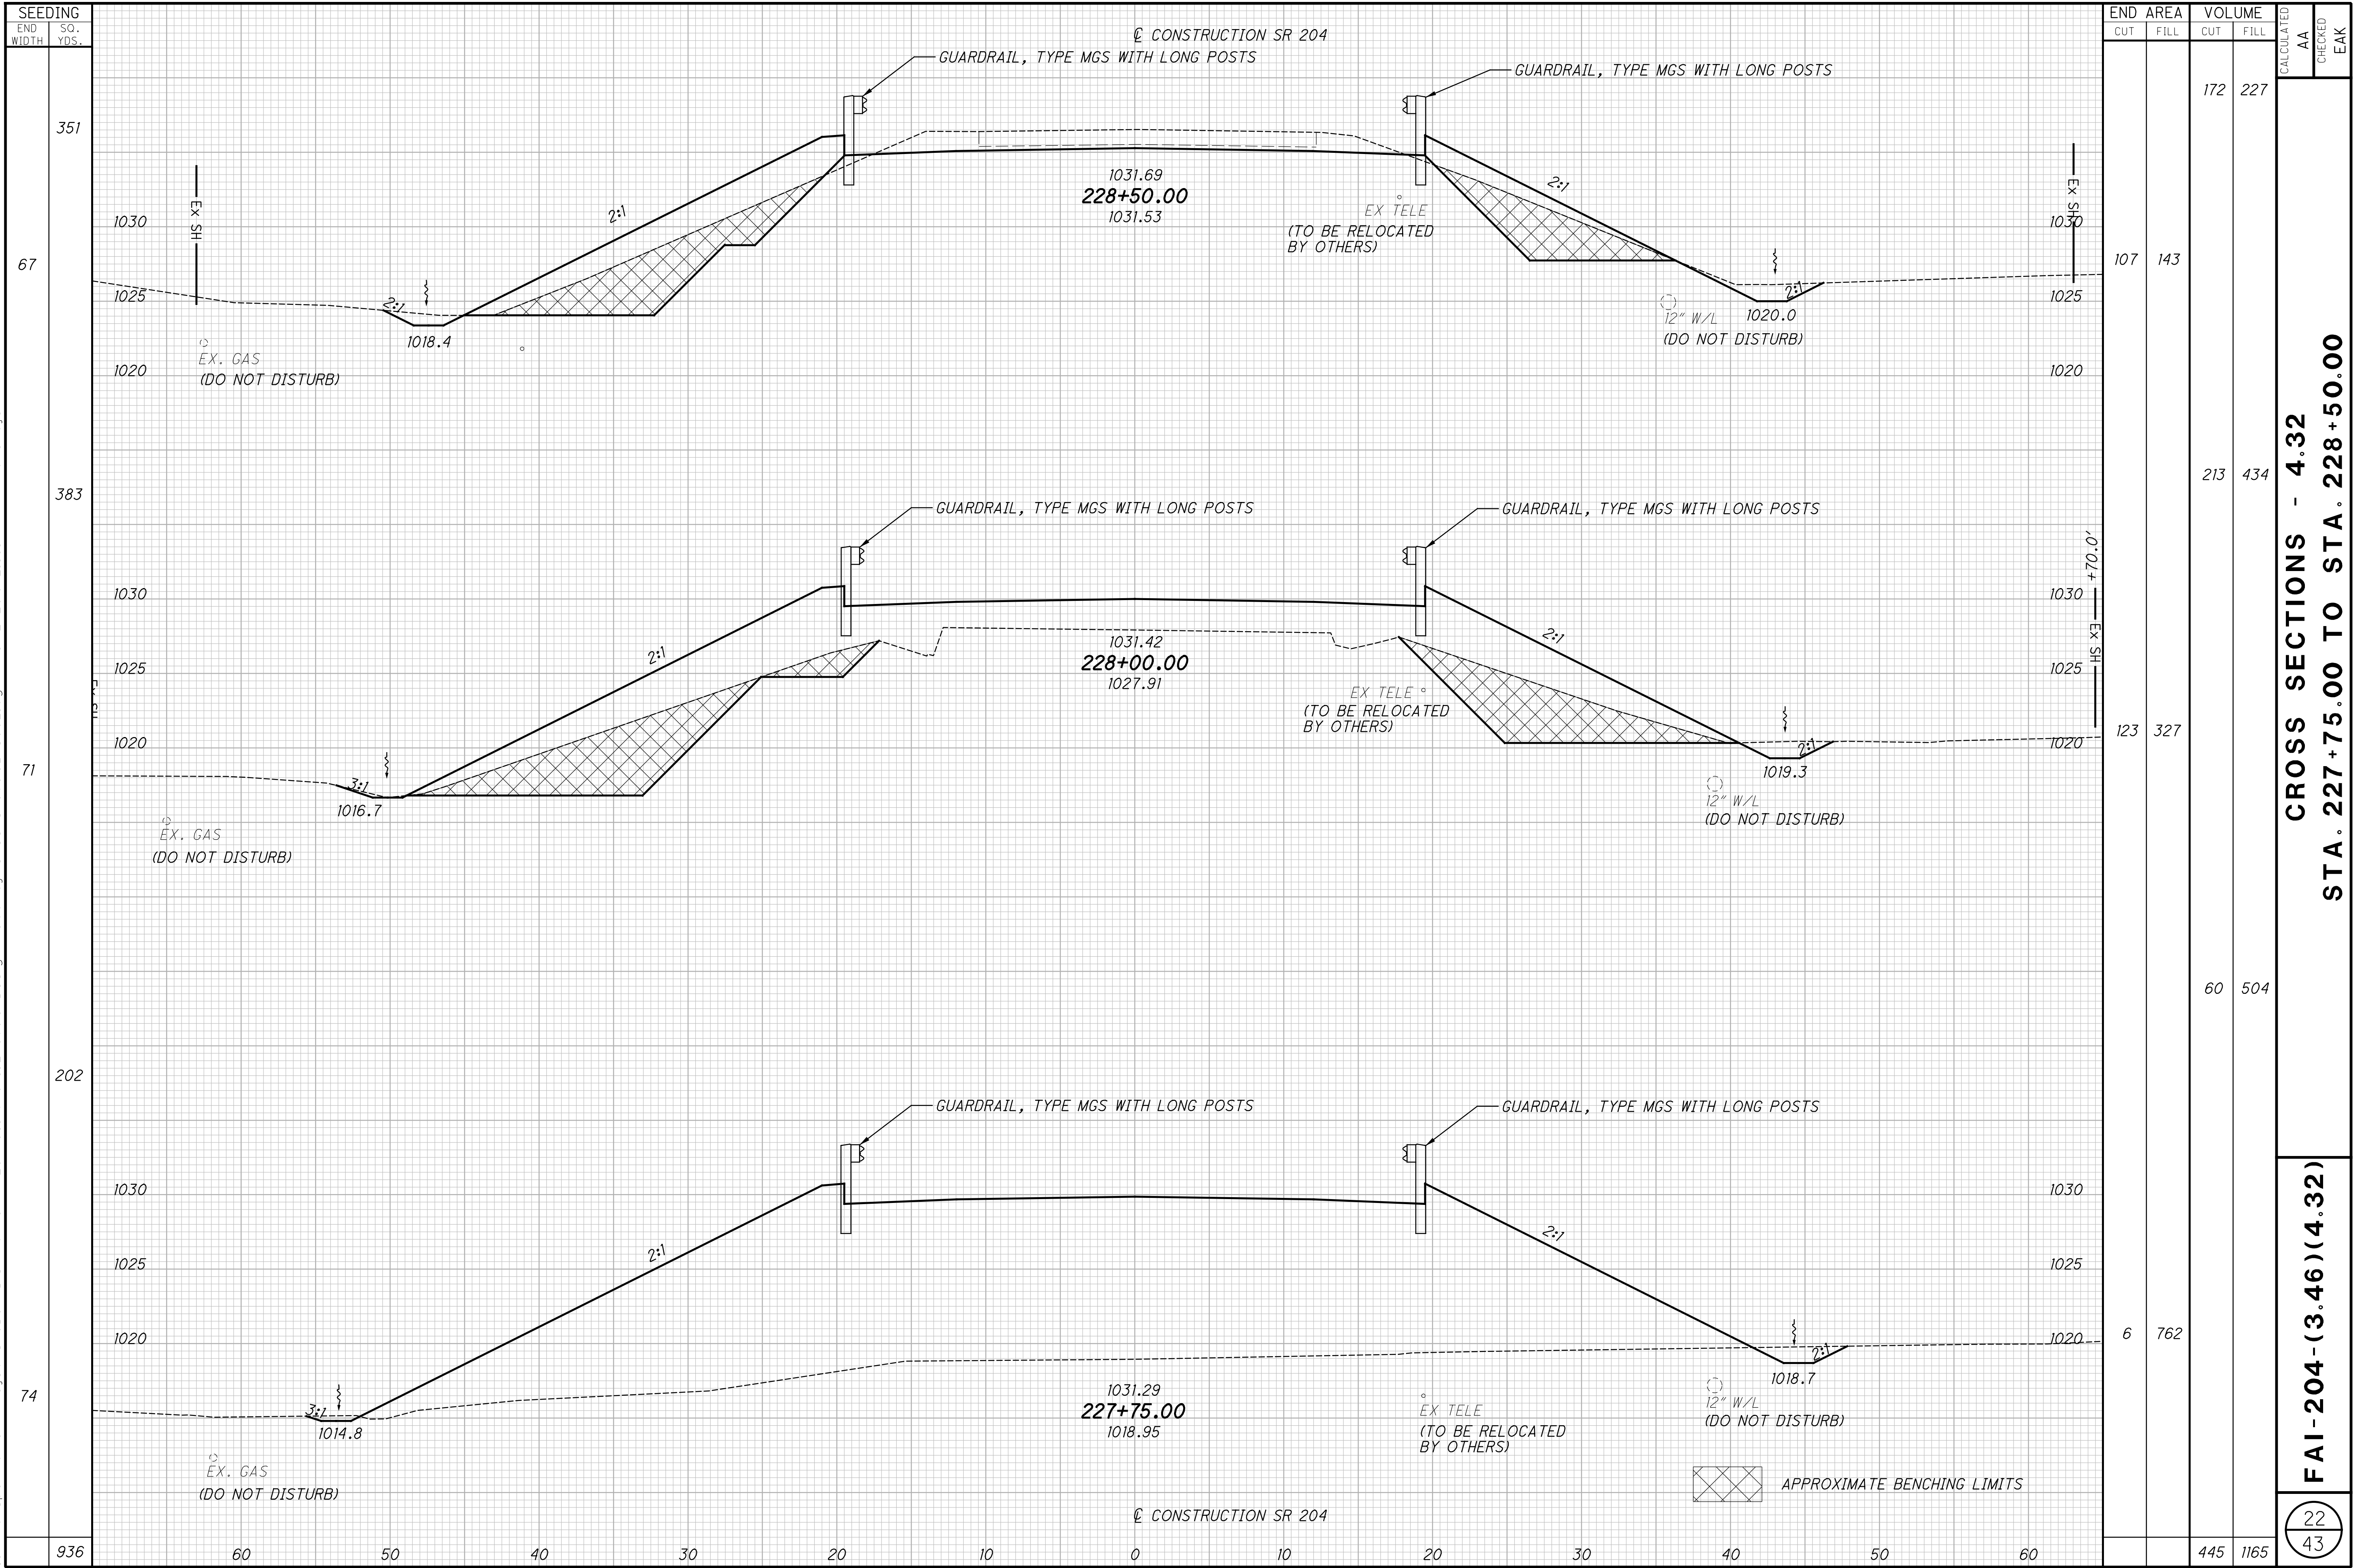 SEEDING
END WIDTH
SQ. YDS.
END AREA
VOLUME
CUT
FILL
CUT
FILL
CALCULATED
AA
CHECKED
EAK
℄ CONSTRUCTION SR 204
GUARDRAIL, TYPE MGS WITH LONG POSTS
GUARDRAIL, TYPE MGS WITH LONG POSTS
172 227
351
2:1
2:1
EX SH
EX SH
1031.69
228+50.00
1031.53
EX TELE
(TO BE RELOCATED
BY OTHERS)
1030
1030
67
107 143
1025
1025
2:1
2:1
1018.4
1020.0
12" W/L
(DO NOT DISTURB)
EX. GAS
(DO NOT DISTURB)
1020
1020
383
213 434
GUARDRAIL, TYPE MGS WITH LONG POSTS
GUARDRAIL, TYPE MGS WITH LONG POSTS
+70.0'
EX SH
1030
1030
2:1
2:1
1031.42
228+00.00
1027.91
1025
1025
EX TELE
(TO BE RELOCATED
BY OTHERS)
1020
1020
123 327
71
3:1
2:1
1016.7
1019.3
12" W/L
(DO NOT DISTURB)
EX. GAS
(DO NOT DISTURB)
60 504
202
GUARDRAIL, TYPE MGS WITH LONG POSTS
GUARDRAIL, TYPE MGS WITH LONG POSTS
1030
1030
2:1
2:1
1025
1025
1020
1020
6 762
74
3:1
2:1
1014.8
1018.7
1031.29
227+75.00
1018.95
EX TELE
(TO BE RELOCATED
BY OTHERS)
12" W/L
(DO NOT DISTURB)
EX. GAS
(DO NOT DISTURB)
APPROXIMATE BENCHING LIMITS
℄ CONSTRUCTION SR 204
936
60 50 40 30 20 10 0 10 20 30 40 50 60
445 1165
CROSS SECTIONS - 4.32
STA. 227+75.00 TO STA. 228+50.00
FAI-204-(3.46)(4.32)
22
43